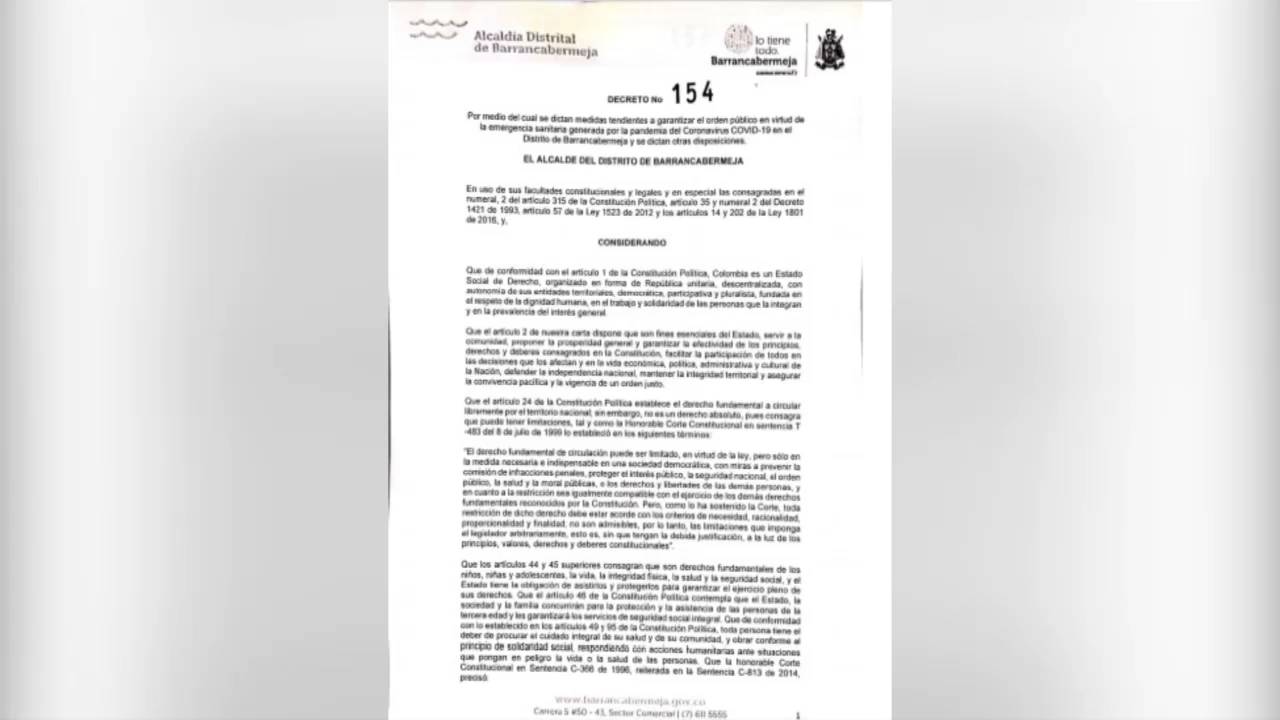 Alcaldía Distrital
de Barrancabermeja
lo tiene
todo.
Barrancabermeja
DECRETO No 154
Por medio del cual se dictan medidas tendientes a garantizar el orden público en virtud de
la emergencia sanitaria generada por la pandemia del Coronavirus COVID-19 en el
Distrito de Barrancabermeja y se dictan otras disposiciones.
EL ALCALDE DEL DISTRITO DE BARRANCABERMEJA
En uso de sus facultades constitucionales y legales y en especial las consagradas en el
numeral, 2 del artículo 315 de la Constitución Política, artículo 35 y numeral 2 del Decreto
1421 de 1993, artículo 57 de la Ley 1523 de 2012 y los artículos 14 y 202 de la Ley 1801
de 2016, y,
CONSIDERANDO
Que de conformidad con el artículo 1 de la Constitución Política, Colombia es un Estado
Social de Derecho, organizado en forma de República unitaria, descentralizada, con
autonomía de sus entidades territoriales, democrática, participativa y pluralista, fundada en
el respeto de la dignidad humana, en el trabajo y solidaridad de las personas que la integran
y en la prevalencia del interés general.
Que el artículo 2 de nuestra carta dispone que son fines esenciales del Estado, servir a la
comunidad, proponer la prosperidad general y garantizar la efectividad de los principios,
derechos y deberes consagrados en la Constitución, facilitar la participación de todos en
las decisiones que los afectan y en la vida económica, política, administrativa y cultural de
la Nación, defender la independencia nacional, mantener la integridad territorial y asegurar
la convivencia pacífica y la vigencia de un orden justo.
Que el artículo 24 de la Constitución Política establece el derecho fundamental a circular
libremente por el territorio nacional; sin embargo, no es un derecho absoluto, pues consagra
que puede tener limitaciones, tal y como la Honorable Corte Constitucional en sentencia T
-483 del 8 de julio de 1999 lo estableció en los siguientes términos:
"El derecho fundamental de circulación puede ser limitado, en virtud de la ley, pero sólo en
la medida necesaria e indispensable en una sociedad democrática, con miras a prevenir la
comisión de infracciones penales, proteger el interés público, la seguridad nacional, el orden
público, la salud y la moral públicas, o los derechos y libertades de las demás personas, y
en cuanto a la restricción sea igualmente compatible con el ejercicio de los demás derechos
fundamentales reconocidos por la Constitución. Pero, como lo ha sostenido la Corte, toda
restricción de dicho derecho debe estar acorde con los criterios de necesidad, racionalidad,
proporcionalidad y finalidad; no son admisibles, por lo tanto, las limitaciones que imponga
el legislador arbitrariamente, esto es, sin que tengan la debida justificación, a la luz de los
principios, valores, derechos y deberes constitucionales".
Que los artículos 44 y 45 superiores consagran que son derechos fundamentales de los
niños, niñas y adolescentes, la vida, la integridad física, la salud y la seguridad social, y el
Estado tiene la obligación de asistirlos y protegerlos para garantizar el ejercicio pleno de
sus derechos. Que el artículo 46 de la Constitución Política contempla que el Estado, la
sociedad y la familia concurrirán para la protección y la asistencia de las personas de la
tercera edad y les garantizará los servicios de seguridad social integral. Que de conformidad
con lo establecido en los artículos 49 y 95 de la Constitución Política, toda persona tiene el
deber de procurar el cuidado integral de su salud y de su comunidad, y obrar conforme al
principio de solidaridad social, respondiendo con acciones humanitarias ante situaciones
que pongan en peligro la vida o la salud de las personas. Que la honorable Corte
Constitucional en Sentencia C-366 de 1996, reiterada en la Sentencia C-813 de 2014,
precisó:
www.barrancabermeja.gov.co
Carrera 5 #50 - 43, Sector Comercial | (7) 611 5555
1